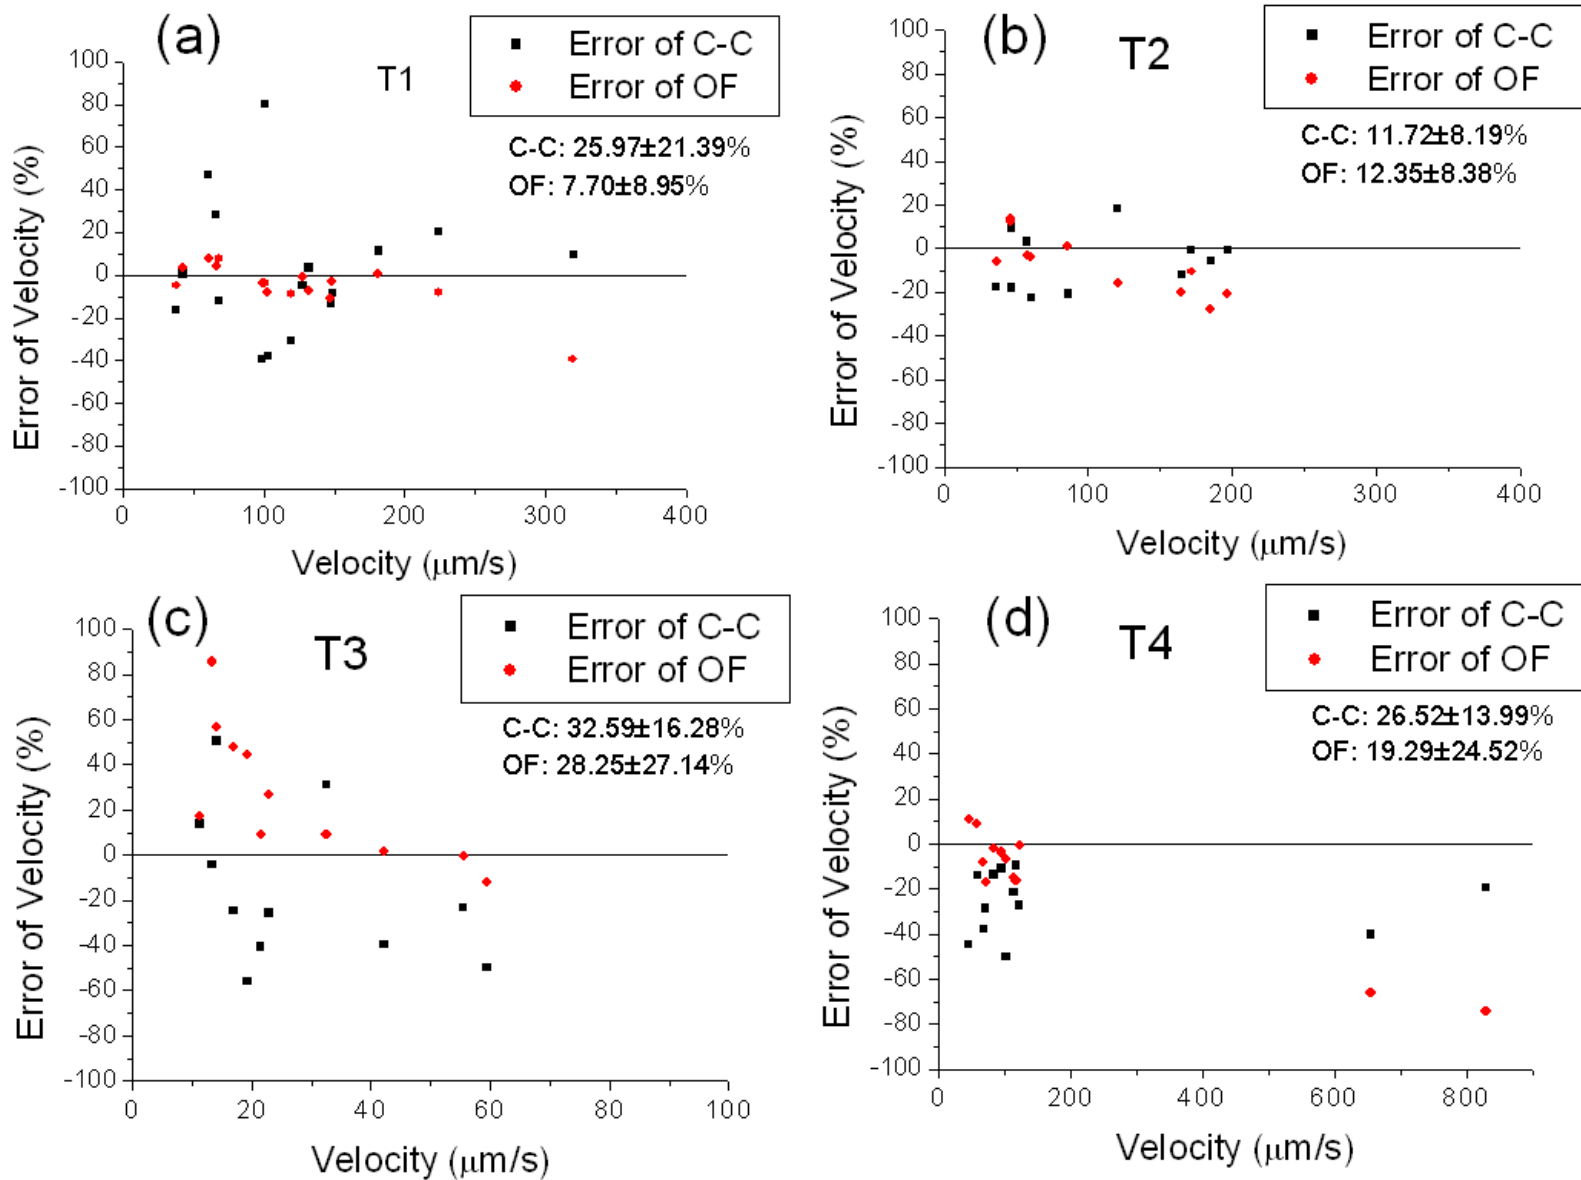 (a)
T1
Error of C-C
Error of OF
C-C: 25.97±21.39%
OF: 7.70±8.95%
Error of Velocity (%)
100
80
60
40
20
0
-20
-40
-60
-80
-100
0 100 200 300 400
Velocity (μm/s)
(b)
T2
Error of C-C
Error of OF
C-C: 11.72±8.19%
OF: 12.35±8.38%
Error of Velocity (%)
100
80
60
40
20
0
-20
-40
-60
-80
-100
0 100 200 300 400
Velocity (μm/s)
(c)
T3
Error of C-C
Error of OF
C-C: 32.59±16.28%
OF: 28.25±27.14%
Error of Velocity (%)
100
80
60
40
20
0
-20
-40
-60
-80
-100
0 20 40 60 80 100
Velocity (μm/s)
(d)
T4
Error of C-C
Error of OF
C-C: 26.52±13.99%
OF: 19.29±24.52%
Error of Velocity (%)
100
80
60
40
20
0
-20
-40
-60
-80
-100
0 200 400 600 800
Velocity (μm/s)